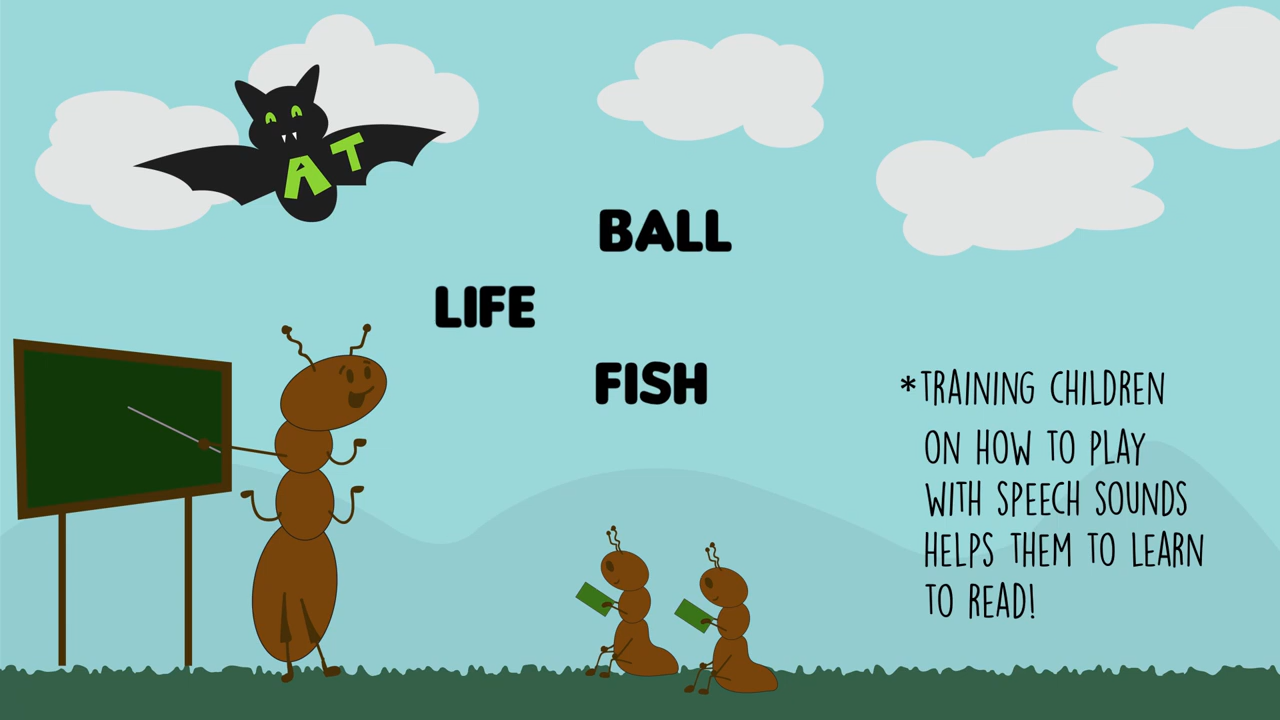 AT
BALL
LIFE
FISH
*TRAINING CHILDREN
ON HOW TO PLAY
WITH SPEECH SOUNDS
HELPS THEM TO LEARN
TO READ!